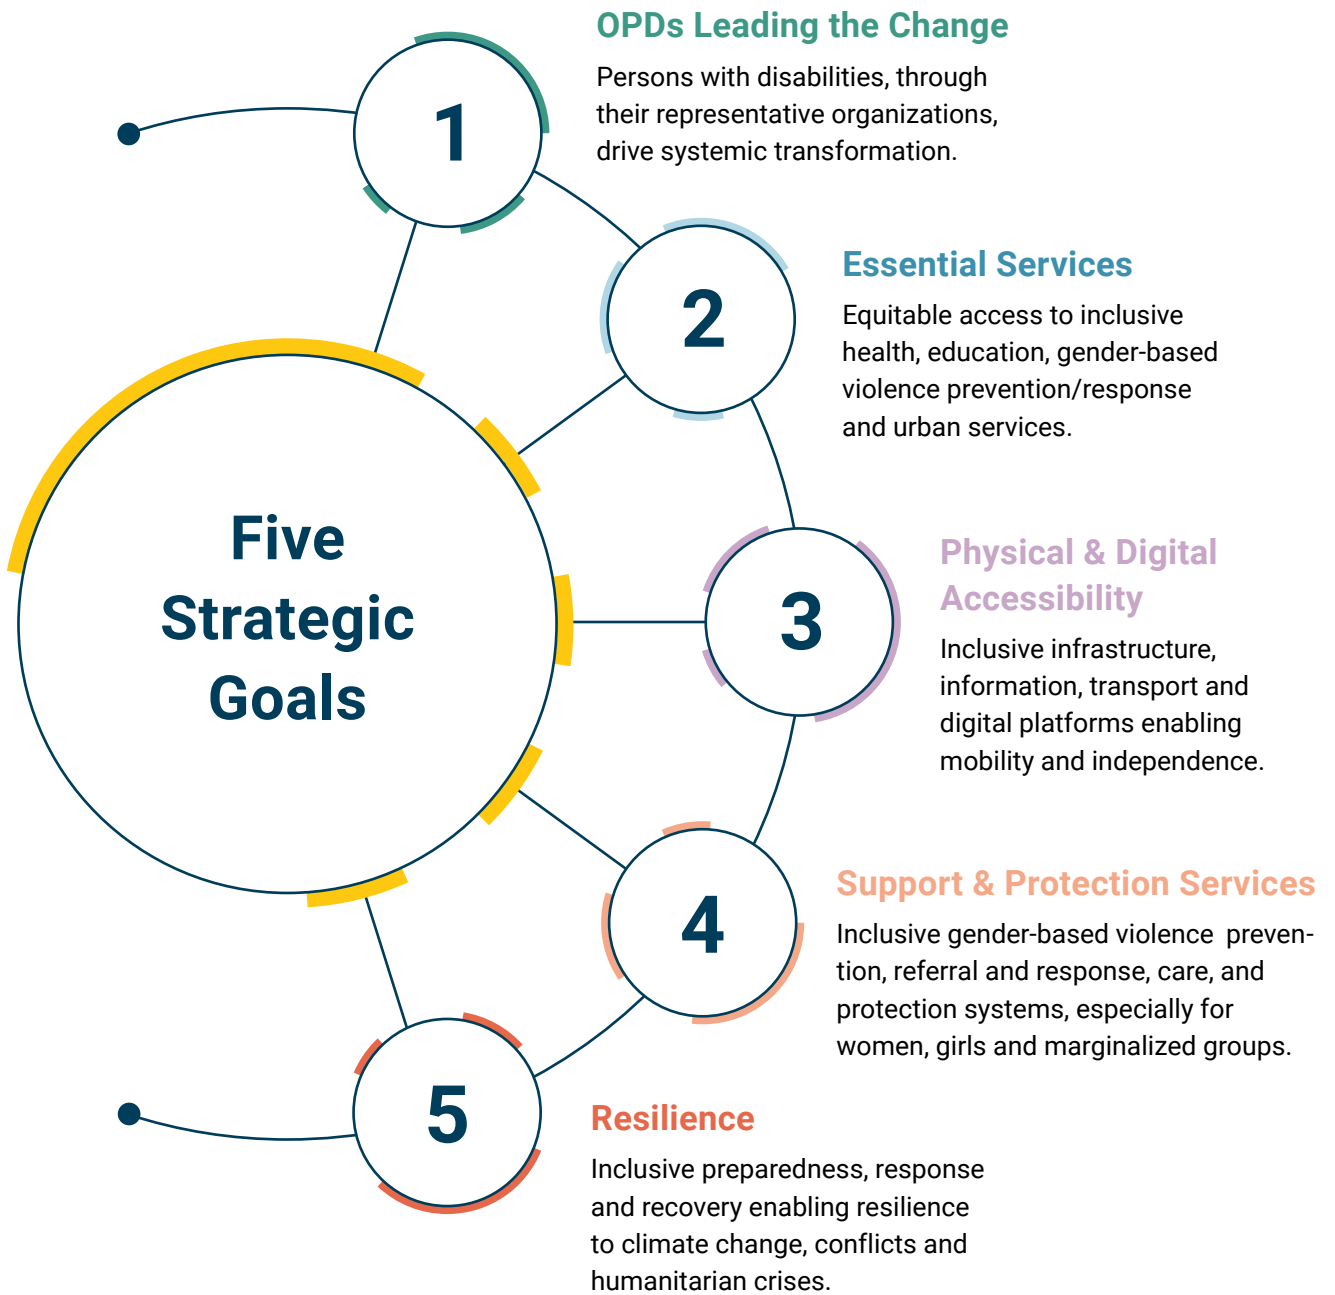 Five
Strategic
Goals
1
OPDs Leading the Change
Persons with disabilities, through
their representative organizations,
drive systemic transformation.
2
Essential Services
Equitable access to inclusive
health, education, gender-based
violence prevention/response
and urban services.
3
Physical & Digital
Accessibility
Inclusive infrastructure,
information, transport and
digital platforms enabling
mobility and independence.
4
Support & Protection Services
Inclusive gender-based violence preven-
tion, referral and response, care, and
protection systems, especially for
women, girls and marginalized groups.
5
Resilience
Inclusive preparedness, response
and recovery enabling resilience
to climate change, conflicts and
humanitarian crises.